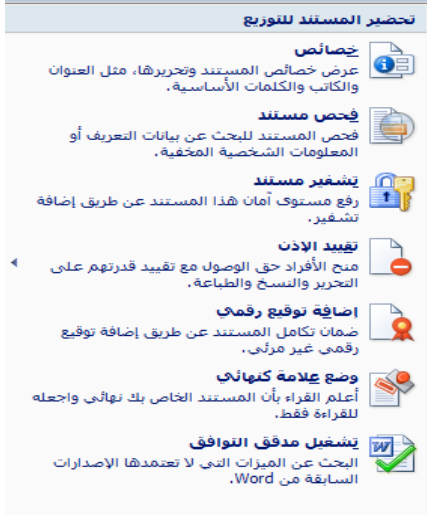 تحضير المستند للتوزيع
خصائص
عرض خصائص المستند وتحريرها، مثل العنوان
والكاتب والكلمات الأساسية.
فحص مستند
فحص المستند للبحث عن بيانات التعريف أو
المعلومات الشخصية المخفية.
تشفير مستند
رفع مستوى أمان هذا المستند عن طريق إضافة
تشفير.
تقييد الإذن
منح الأفراد حق الوصول مع تقييد قدرتهم على
التحرير والنسخ والطباعة.
إضافة توقيع رقمي
ضمان تكامل المستند عن طريق إضافة توقيع
رقمي غير مرئي.
وضع علامة كنهائي
أعلم القراء بأن المستند الخاص بك نهائي واجعله
للقراءة فقط.
تشغيل مدقق التوافق
البحث عن الميزات التي لا تعتمدها الإصدارات
السابقة من Word.